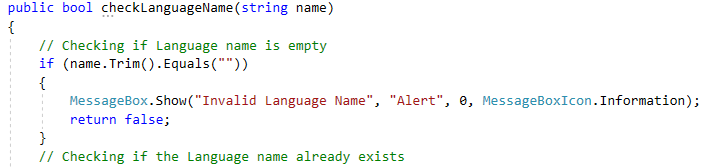 public bool checkLanguageName(string name)
{
    // Checking if Language name is empty
    if (name.Trim().Equals(""))
    {
        MessageBox.Show("Invalid Language Name", "Alert", 0, MessageBoxIcon.Information);
        return false;
    }
    // Checking if the Language name already exists